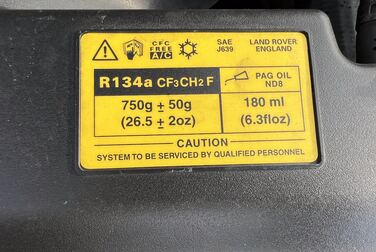 CFC
FREE
A/C
SAE
J639
LAND ROVER
ENGLAND
R134a CF3CH2F
PAG OIL
ND8
750g ± 50g
(26.5 ± 2oz)
180 ml
(6.3floz)
CAUTION
SYSTEM TO BE SERVICED BY QUALIFIED PERSONNEL